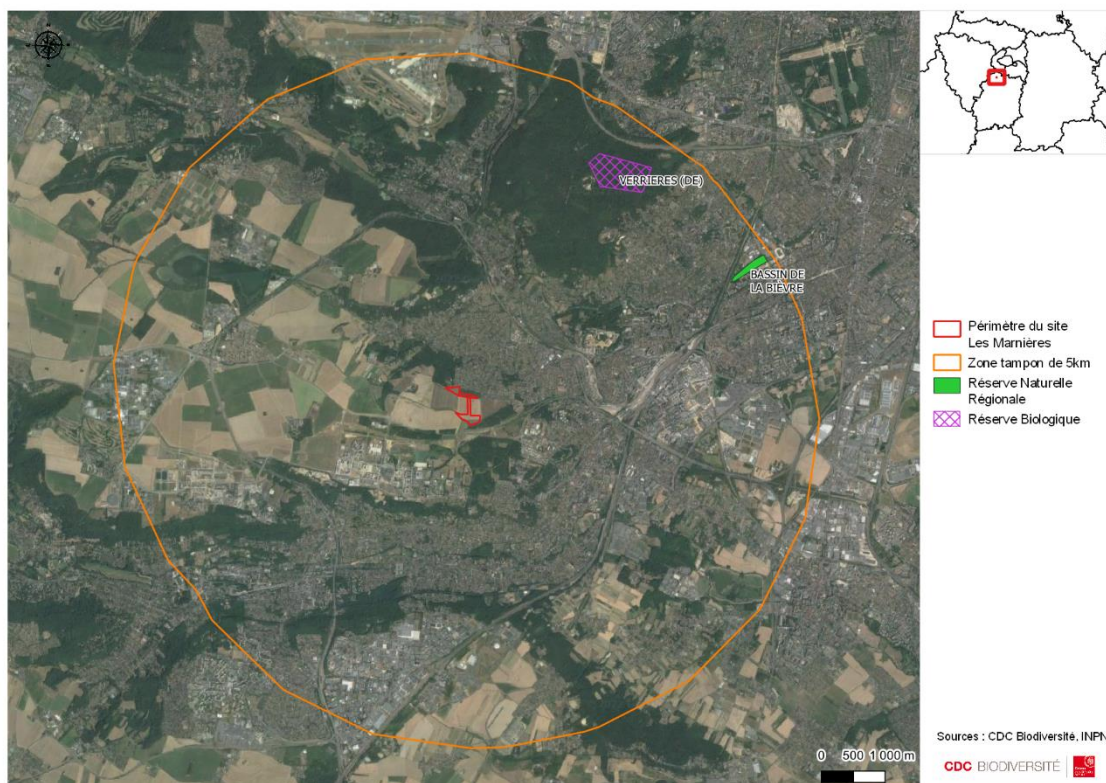 VERRIERES (DE)
BASSIN DE
LA BIÈVRE
Périmètre du site
Les Marnières
Zone tampon de 5km
Réserve Naturelle
Régionale
Réserve Biologique
0 500 1 000 m
Sources : CDC Biodiversité, INPN
CDC BIODIVERSITÉ